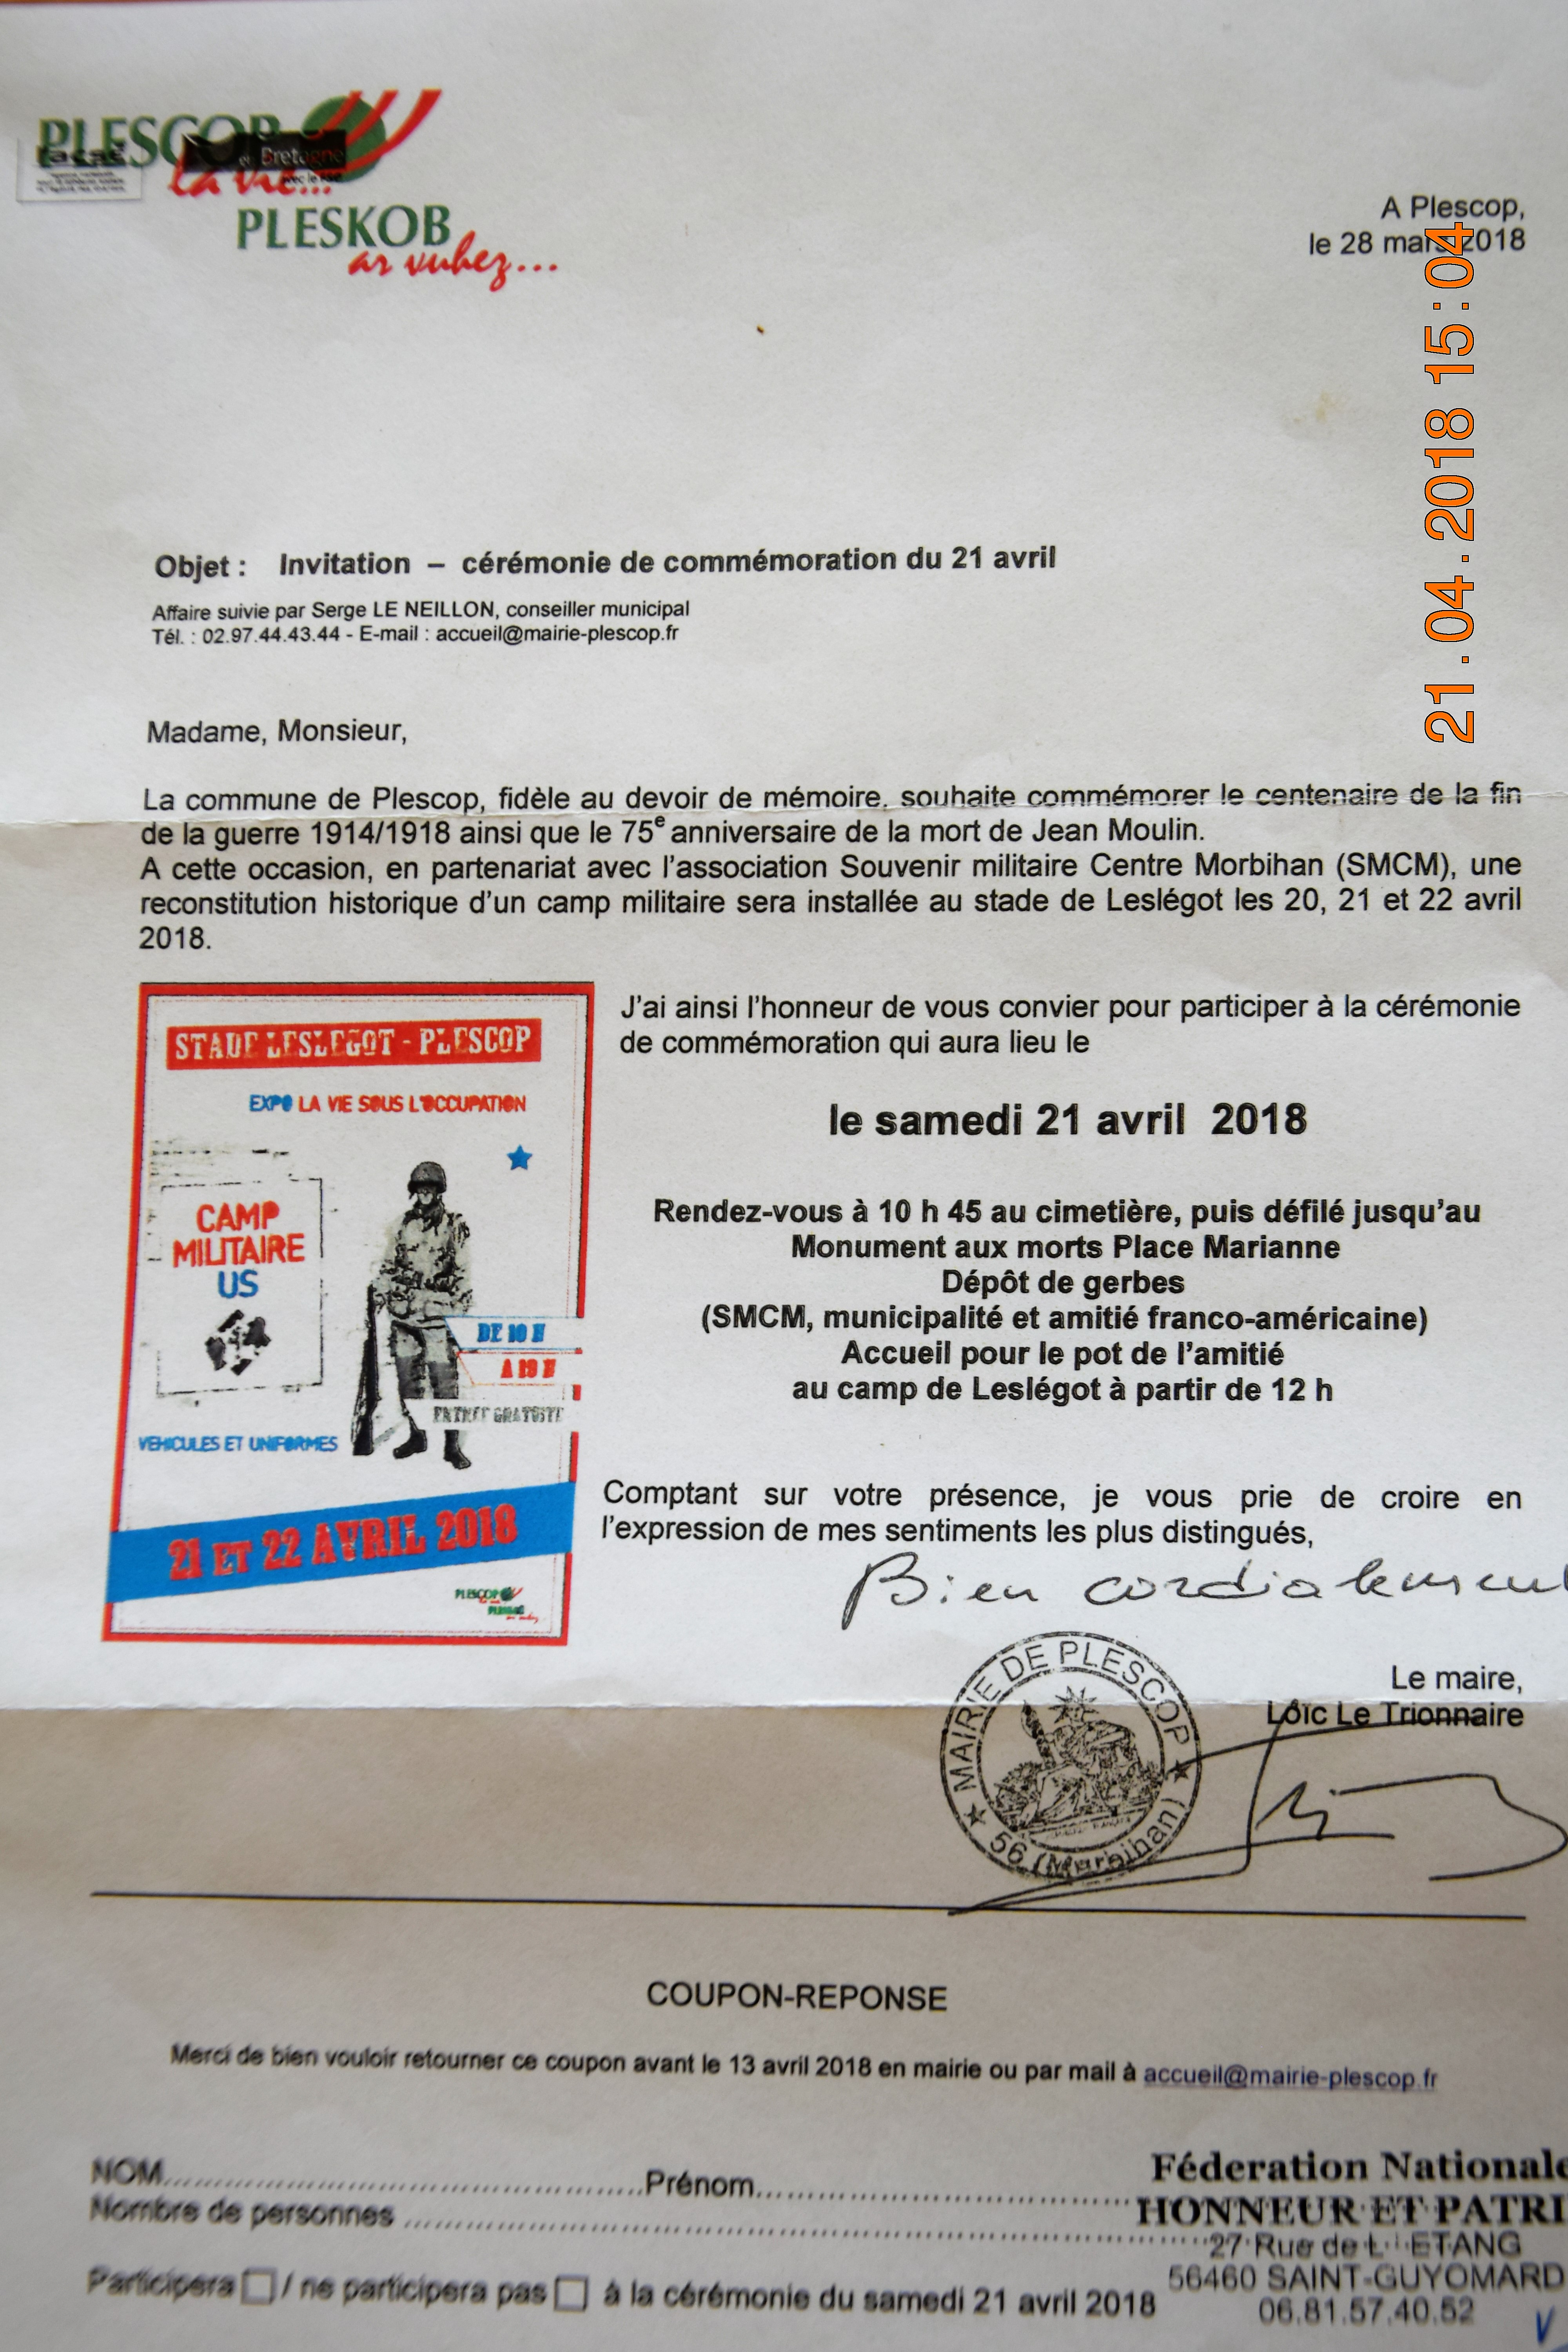 PLESCOP
en Bretagne
la vie...
PLESKOB
ar vuhez...
A Plescop,
le 28 mars 2018
21.04.2018 15:04
Objet : Invitation – cérémonie de commémoration du 21 avril
Affaire suivie par Serge LE NEILLON, conseiller municipal
Tél. : 02.97.44.43.44 - E-mail : accueil@mairie-plescop.fr
Madame, Monsieur,
La commune de Plescop, fidèle au devoir de mémoire, souhaite commémorer le centenaire de la fin
de la guerre 1914/1918 ainsi que le 75e anniversaire de la mort de Jean Moulin.
A cette occasion, en partenariat avec l'association Souvenir militaire Centre Morbihan (SMCM), une
reconstitution historique d'un camp militaire sera installée au stade de Leslégot les 20, 21 et 22 avril
2018.
STADE LESLEGOT - PLESCOP
EXPO LA VIE SOUS L'OCCUPATION
CAMP
MILITAIRE
US
DE 10 H
A 19 H
ENTREE GRATUITE
VEHICULES ET UNIFORMES
21 ET 22 AVRIL 2018
PLESCOP
J'ai ainsi l'honneur de vous convier pour participer à la cérémonie
de commémoration qui aura lieu le
le samedi 21 avril 2018
Rendez-vous à 10 h 45 au cimetière, puis défilé jusqu'au
Monument aux morts Place Marianne
Dépôt de gerbes
(SMCM, municipalité et amitié franco-américaine)
Accueil pour le pot de l'amitié
au camp de Leslégot à partir de 12 h
Comptant sur votre présence, je vous prie de croire en
l'expression de mes sentiments les plus distingués,
Bien cordialement
Le maire,
Loïc Le Trionnaire
MAIRIE DE PLESCOP
56 (Morbihan)
COUPON-REPONSE
Merci de bien vouloir retourner ce coupon avant le 13 avril 2018 en mairie ou par mail à accueil@mairie-plescop.fr
NOM.....................................................Prénom..........................................
Nombre de personnes ..........................................................................
Participera ☐ / ne participera pas ☐ à la cérémonie du samedi 21 avril 2018
Féderation Nationale
HONNEUR ET PATRI
27 Rue de L'ETANG
56460 SAINT-GUYOMARD
06.81.57.40.52